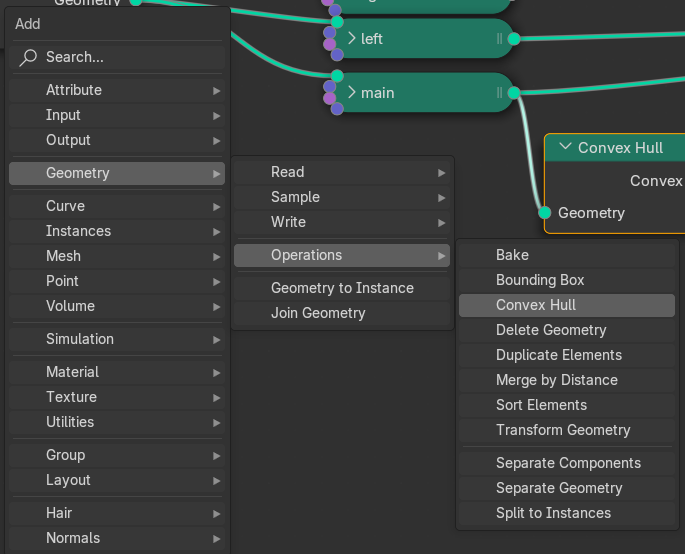 Geometry
left
main
Convex Hull
Convex
Geometry
Add
Search...
Attribute
Input
Output
Geometry
Curve
Instances
Mesh
Point
Volume
Simulation
Material
Texture
Utilities
Group
Layout
Hair
Normals
Read
Sample
Write
Operations
Geometry to Instance
Join Geometry
Bake
Bounding Box
Convex Hull
Delete Geometry
Duplicate Elements
Merge by Distance
Sort Elements
Transform Geometry
Separate Components
Separate Geometry
Split to Instances